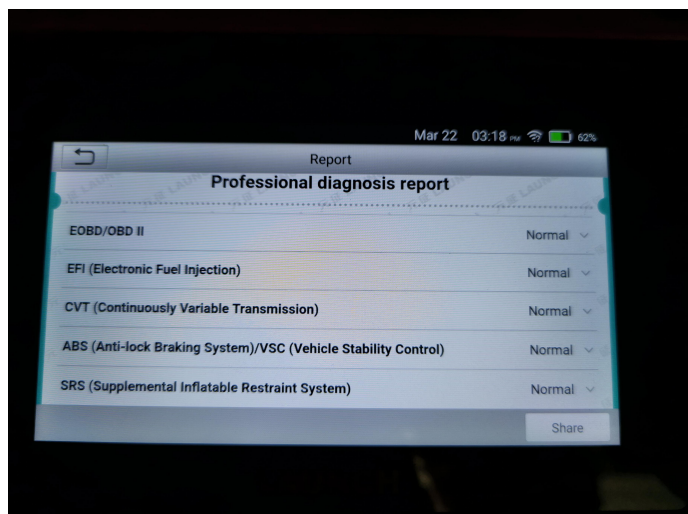 Mar 22 03:18 PM 62%
Report
Professional diagnosis report
EOBD/OBD II Normal
EFI (Electronic Fuel Injection) Normal
CVT (Continuously Variable Transmission) Normal
ABS (Anti-lock Braking System)/VSC (Vehicle Stability Control) Normal
SRS (Supplemental Inflatable Restraint System) Normal
Share